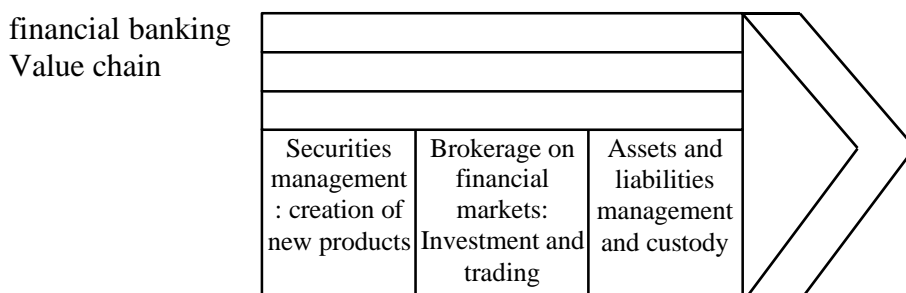 financial banking
Value chain
Securities
management
: creation of
new products
Brokerage on
financial
markets:
Investment and
trading
Assets and
liabilities
management
and custody